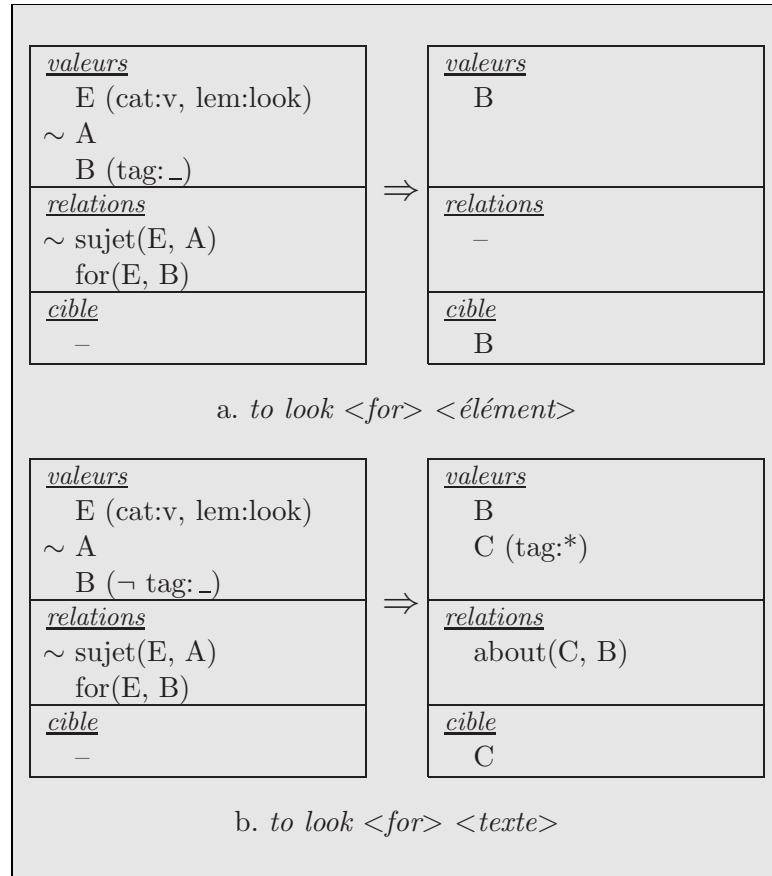 valeurs
E (cat:v, lem:look)
∼ A
B (tag: _)
relations
∼ sujet(E, A)
for(E, B)
cible
–
⇒
valeurs
B
relations
–
cible
B
a. to look <for> <élément>
valeurs
E (cat:v, lem:look)
∼ A
B (¬ tag: _)
relations
∼ sujet(E, A)
for(E, B)
cible
–
⇒
valeurs
B
C (tag:*)
relations
about(C, B)
cible
C
b. to look <for> <texte>